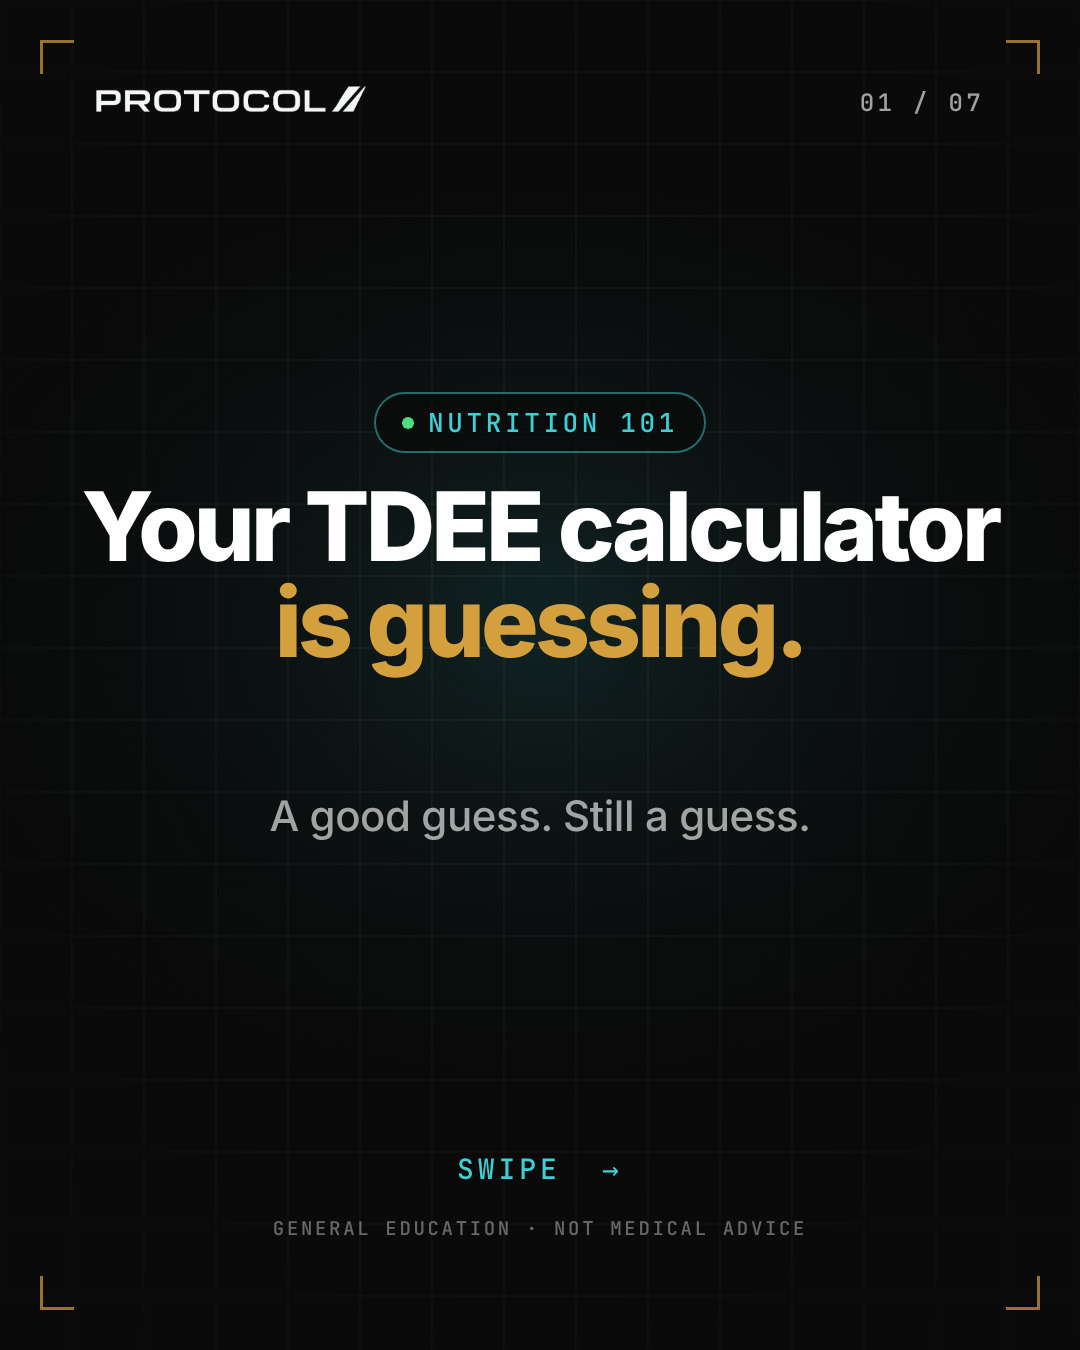 PROTOCOL
01 / 07
NUTRITION 101
Your TDEE calculator
is guessing.
A good guess. Still a guess.
SWIPE →
GENERAL EDUCATION · NOT MEDICAL ADVICE